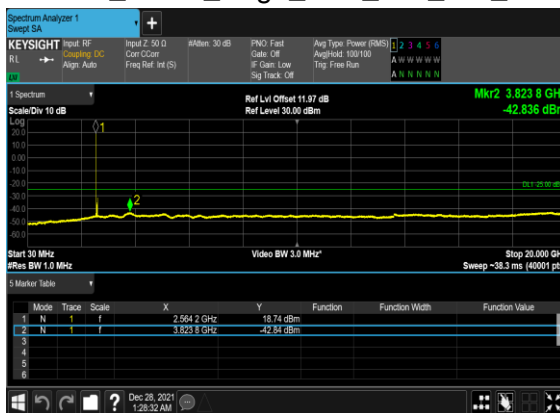 Spectrum Analyzer 1
Swept SA
KEYSIGHT Input: RF Input Z: 50 Ω #Atten: 30 dB PNO: Fast Avg Type: Power (RMS) 1 2 3 4 5 6
RL Coupling: DC Corr CCorr Gate: Off Avg|Hold: 100/100 A W W W W W
Align: Auto Freq Ref: Int (S) IF Gain: Low Trig: Free Run
Sig Track: Off A N N N N N
1 Spectrum Ref Lvl Offset 11.97 dB Mkr2 3.823 8 GH
Scale/Div 10 dB Ref Level 30.00 dBm -42.836 dBr
Log
20.0
10.0
0.00
-10.0
-20.0
-30.0
-40.0
-50.0
-60.0
1
2
DL1 -25.00 dB
Start 30 MHz Video BW 3.0 MHz* Stop 20.000 GH
#Res BW 1.0 MHz Sweep ~38.3 ms (40001 pt
5 Marker Table
Mode Trace Scale X Y Function Function Width Function Value
1 N 1 f 2.564 2 GHz 18.74 dBm
2 N 1 f 3.823 8 GHz -42.84 dBm
3
4
5
6
? Dec 28, 2021
1:28:32 AM